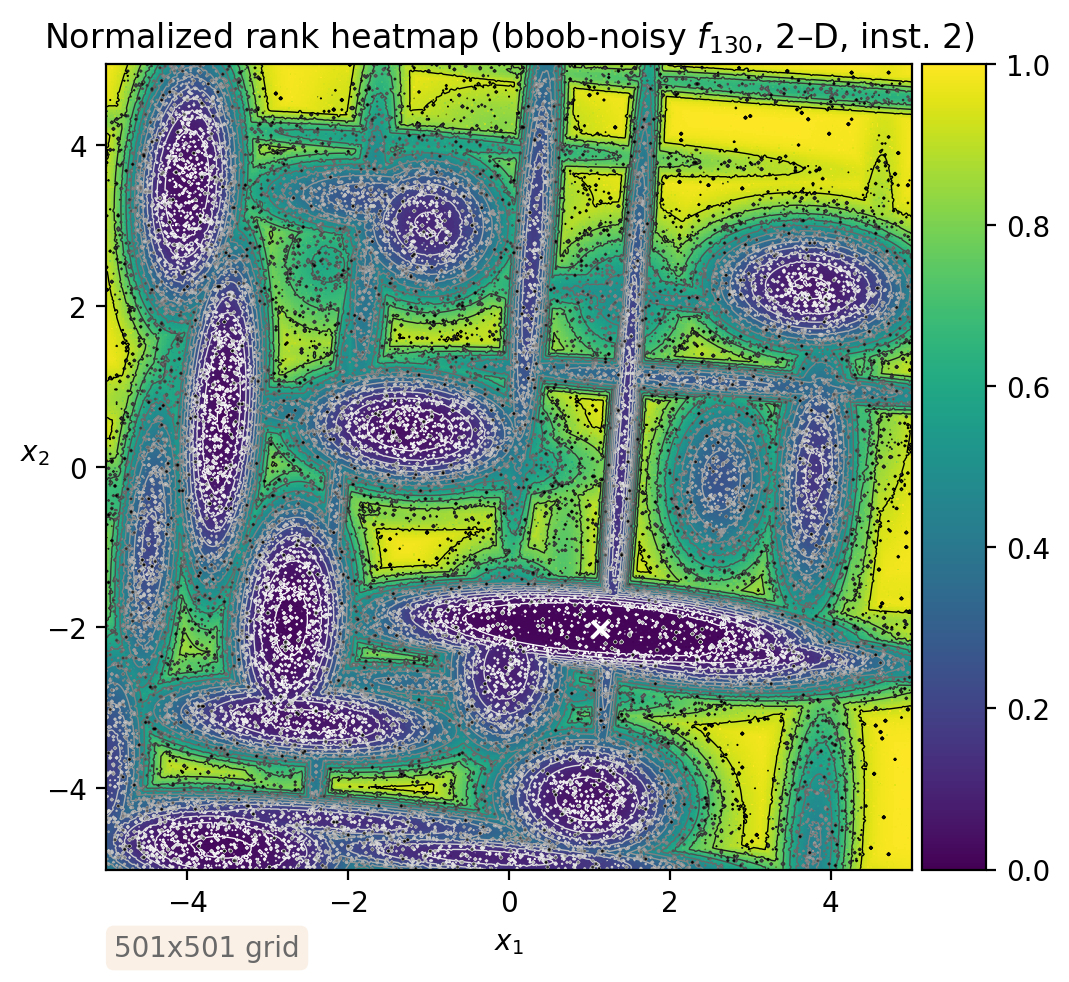 Normalized rank heatmap (bbob-noisy f₁₃₀, 2–D, inst. 2)
1.0
0.8
0.6
0.4
0.2
0.0
4
2
0
−2
−4
x₂
−4 −2 0 2 4
x₁
501x501 grid